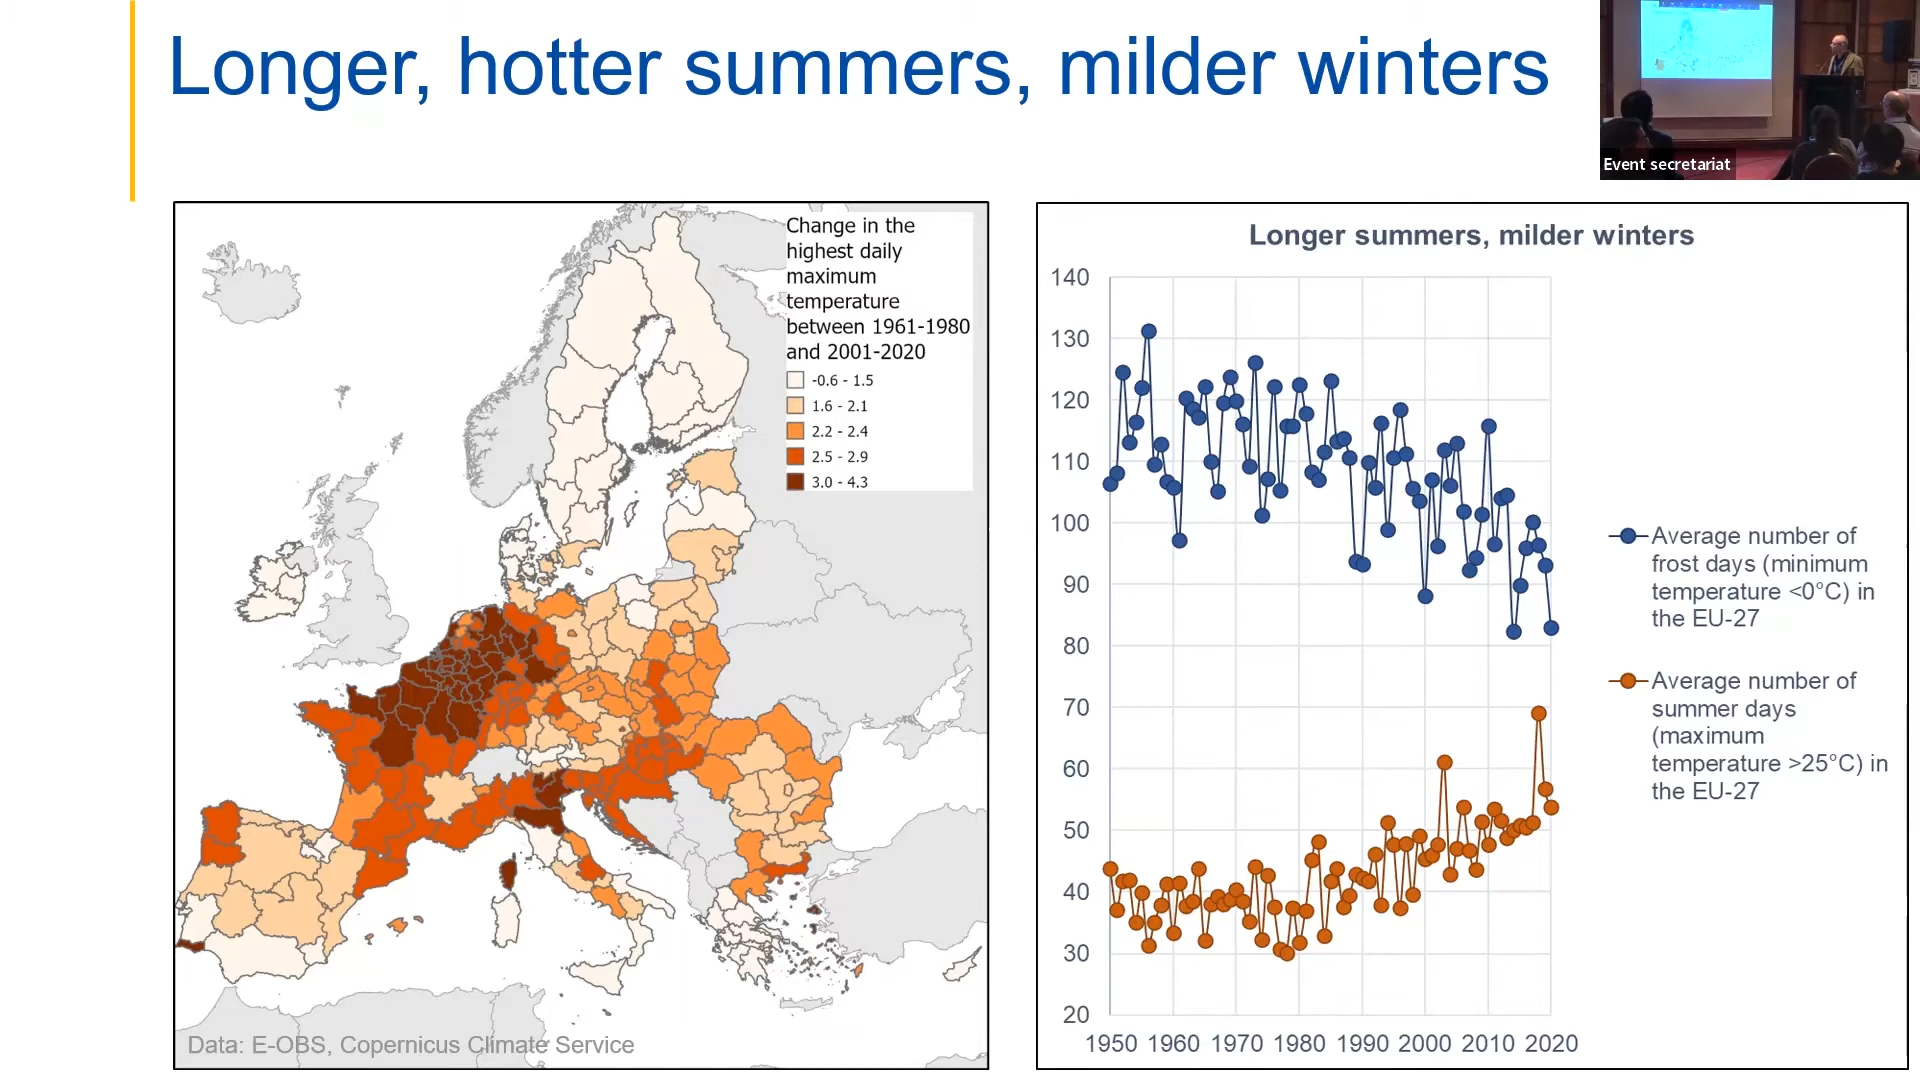 Longer, hotter summers, milder winters
Event secretariat
Change in the
highest daily
maximum
temperature
between 1961-1980
and 2001-2020
-0.6 - 1.5
1.6 - 2.1
2.2 - 2.4
2.5 - 2.9
3.0 - 4.3
Data: E-OBS, Copernicus Climate Service
Longer summers, milder winters
140
130
120
110
100
90
80
70
60
50
40
30
20
1950 1960 1970 1980 1990 2000 2010 2020
Average number of
frost days (minimum
temperature <0°C) in
the EU-27
Average number of
summer days
(maximum
temperature >25°C) in
the EU-27